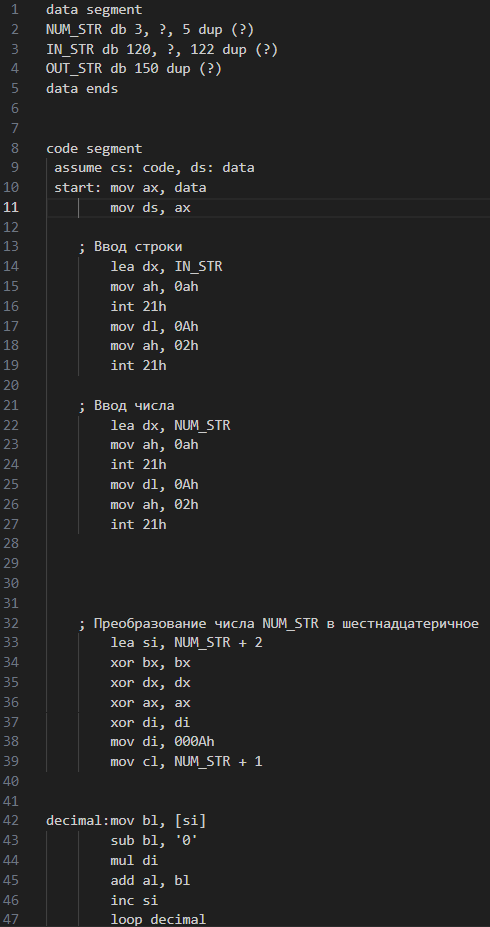 1 data segment
2 NUM_STR db 3, ?, 5 dup (?)
3 IN_STR db 120, ?, 122 dup (?)
4 OUT_STR db 150 dup (?)
5 data ends
6
7
8 code segment
9 assume cs: code, ds: data
10 start: mov ax, data
11 mov ds, ax
12
13 ; Ввод строки
14 lea dx, IN_STR
15 mov ah, 0ah
16 int 21h
17 mov dl, 0Ah
18 mov ah, 02h
19 int 21h
20
21 ; Ввод числа
22 lea dx, NUM_STR
23 mov ah, 0ah
24 int 21h
25 mov dl, 0Ah
26 mov ah, 02h
27 int 21h
28
29
30
31
32 ; Преобразование числа NUM_STR в шестнадцатеричное
33 lea si, NUM_STR + 2
34 xor bx, bx
35 xor dx, dx
36 xor ax, ax
37 xor di, di
38 mov di, 000Ah
39 mov cl, NUM_STR + 1
40
41
42 decimal:mov bl, [si]
43 sub bl, '0'
44 mul di
45 add al, bl
46 inc si
47 loop decimal